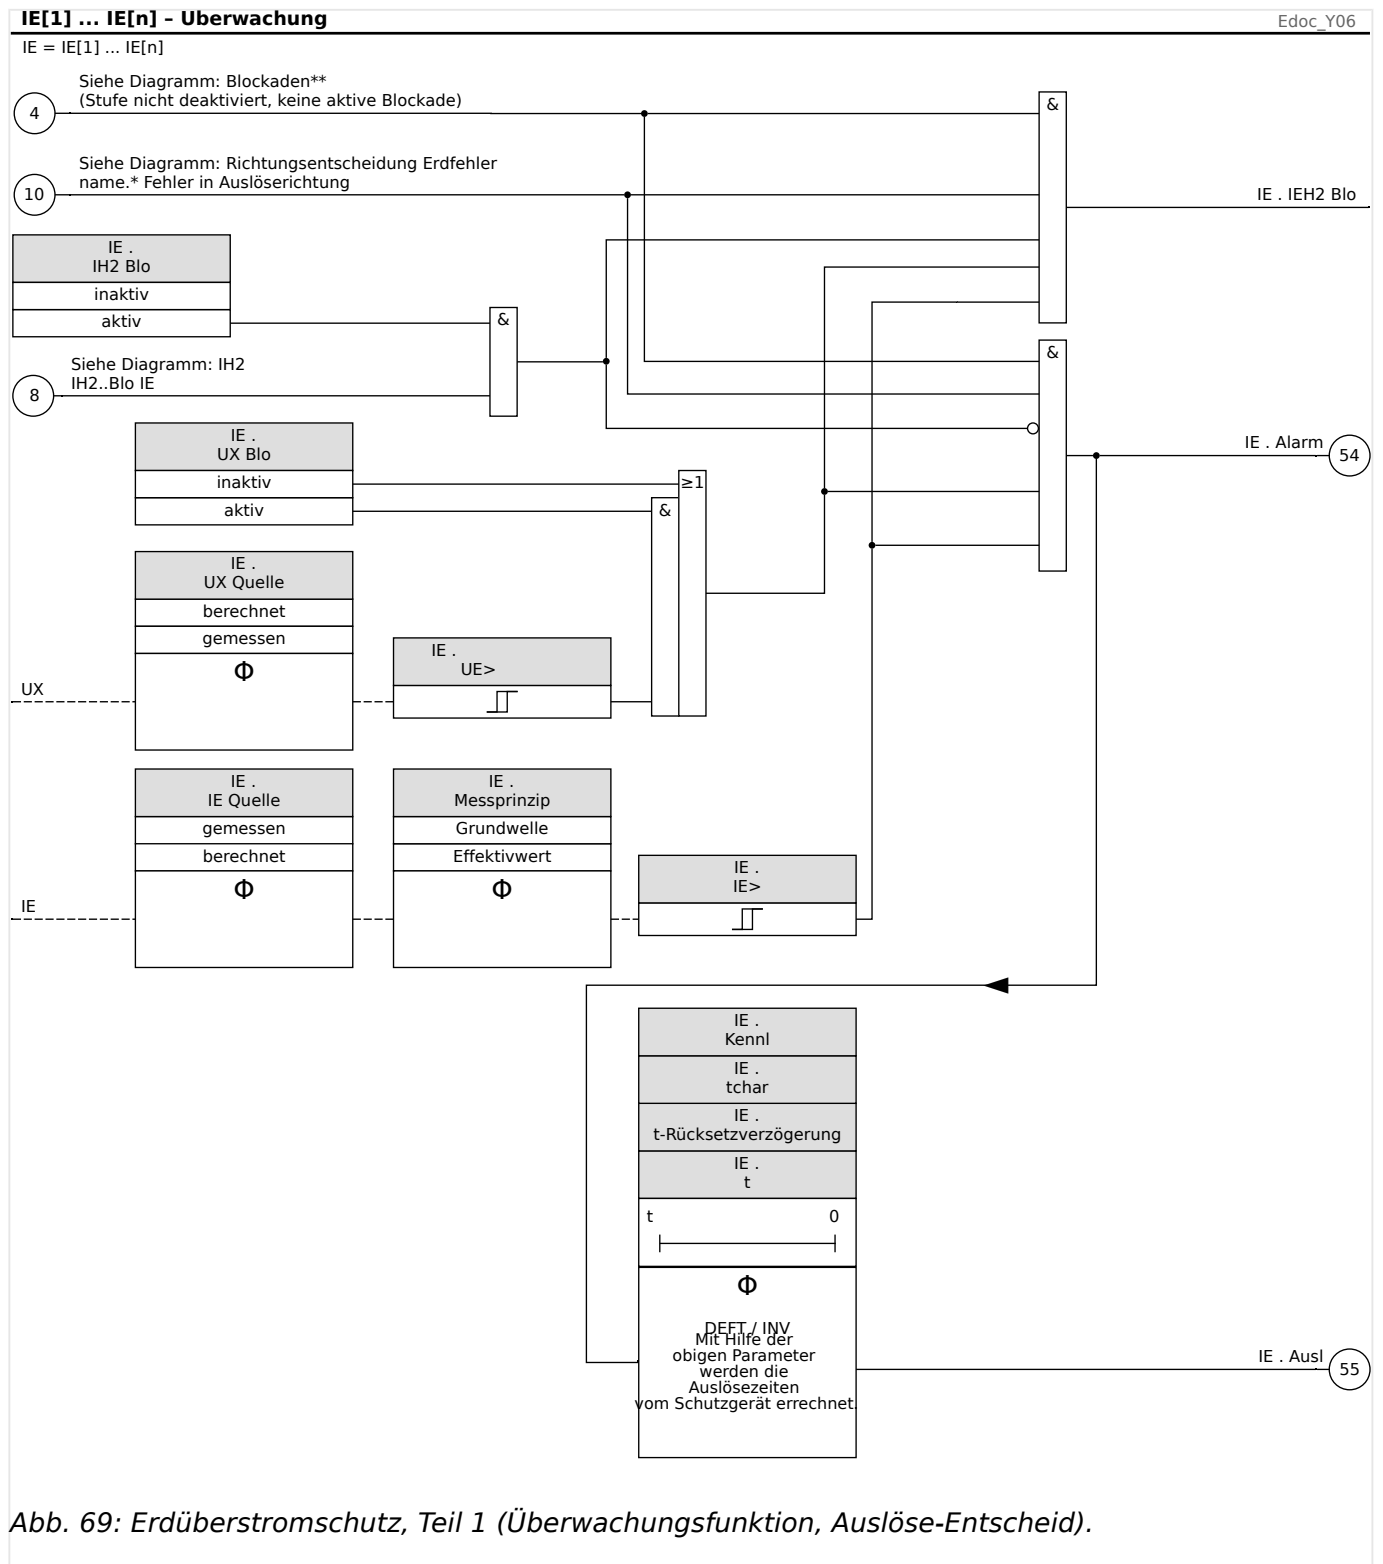 IE[1] ... IE[n] – Überwachung
Edoc_Y06
IE = IE[1] ... IE[n]
Siehe Diagramm: Blockaden**
(Stufe nicht deaktiviert, keine aktive Blockade)
4
&
Siehe Diagramm: Richtungsentscheidung Erdfehler
name.* Fehler in Auslöserichtung
10
IE . IEH2 Blo
IE .
IH2 Blo
inaktiv
aktiv
&
&
Siehe Diagramm: IH2
IH2..Blo IE
8
IE .
UX Blo
inaktiv
aktiv
≥1
&
IE . Alarm
54
IE .
UX Quelle
berechnet
gemessen
Φ
UX
IE .
UE>
IE .
IE Quelle
gemessen
berechnet
Φ
IE .
Messprinzip
Grundwelle
Effektivwert
Φ
IE .
IE>
IE
IE .
Kennl
IE .
tchar
IE .
t-Rücksetzverzögerung
IE .
t
t
0
Φ
DEFT / INV
Mit Hilfe der
obigen Parameter
werden die
Auslösezeiten
vom Schutzgerät errechnet.
IE . Ausl
55
Abb. 69: Erdüberstromschutz, Teil 1 (Überwachungsfunktion, Auslöse-Entscheid).